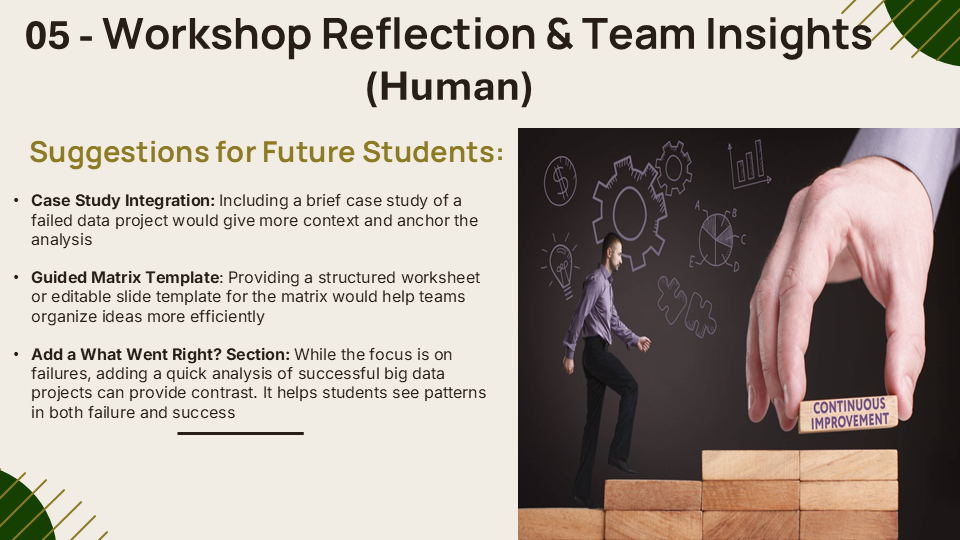 05 - Workshop Reflection & Team Insights
(Human)
Suggestions for Future Students:
• Case Study Integration: Including a brief case study of a
failed data project would give more context and anchor the
analysis
• Guided Matrix Template: Providing a structured worksheet
or editable slide template for the matrix would help teams
organize ideas more efficiently
• Add a What Went Right? Section: While the focus is on
failures, adding a quick analysis of successful big data
projects can provide contrast. It helps students see patterns
in both failure and success
$
A
B
C
D
E
CONTINUOUS
IMPROVEMENT